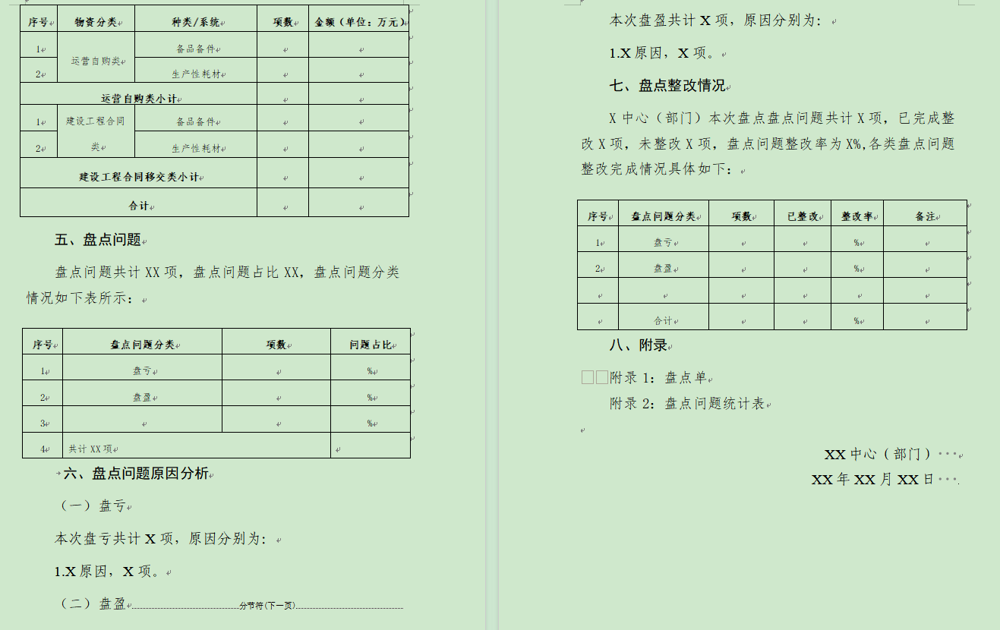 序号 物资分类 种类/系统 项数 金额（单位：万元）
1 运营自购类 备品备件
2 生产性耗材
运营自购类小计
1 建设工程合同 备品备件
2 类 生产性耗材
建设工程合同移交类小计
合计
五、盘点问题
盘点问题共计 XX 项，盘点问题占比 XX，盘点问题分类
情况如下表所示：
序号 盘点问题分类 项数 问题占比
1 盘亏 %
2 盘盈 %
3 %
4 共计 XX 项
六、盘点问题原因分析
（一）盘亏
本次盘亏共计 X 项，原因分别为：
1.X 原因，X 项。
（二）盘盈 分节符(下一页)
本次盘盈共计 X 项，原因分别为：
1.X 原因，X 项。
七、盘点整改情况
X 中心（部门）本次盘点盘点问题共计 X 项，已完成整
改 X 项，未整改 X 项，盘点问题整改率为 X%,各类盘点问题
整改完成情况具体如下：
序号 盘点问题分类 项数 已整改 整改率 备注
1 盘亏 %
2 盘盈 %
合计 %
八、附录
附录 1：盘点单
附录 2：盘点问题统计表
XX 中心（部门）
XX 年 XX 月 XX 日